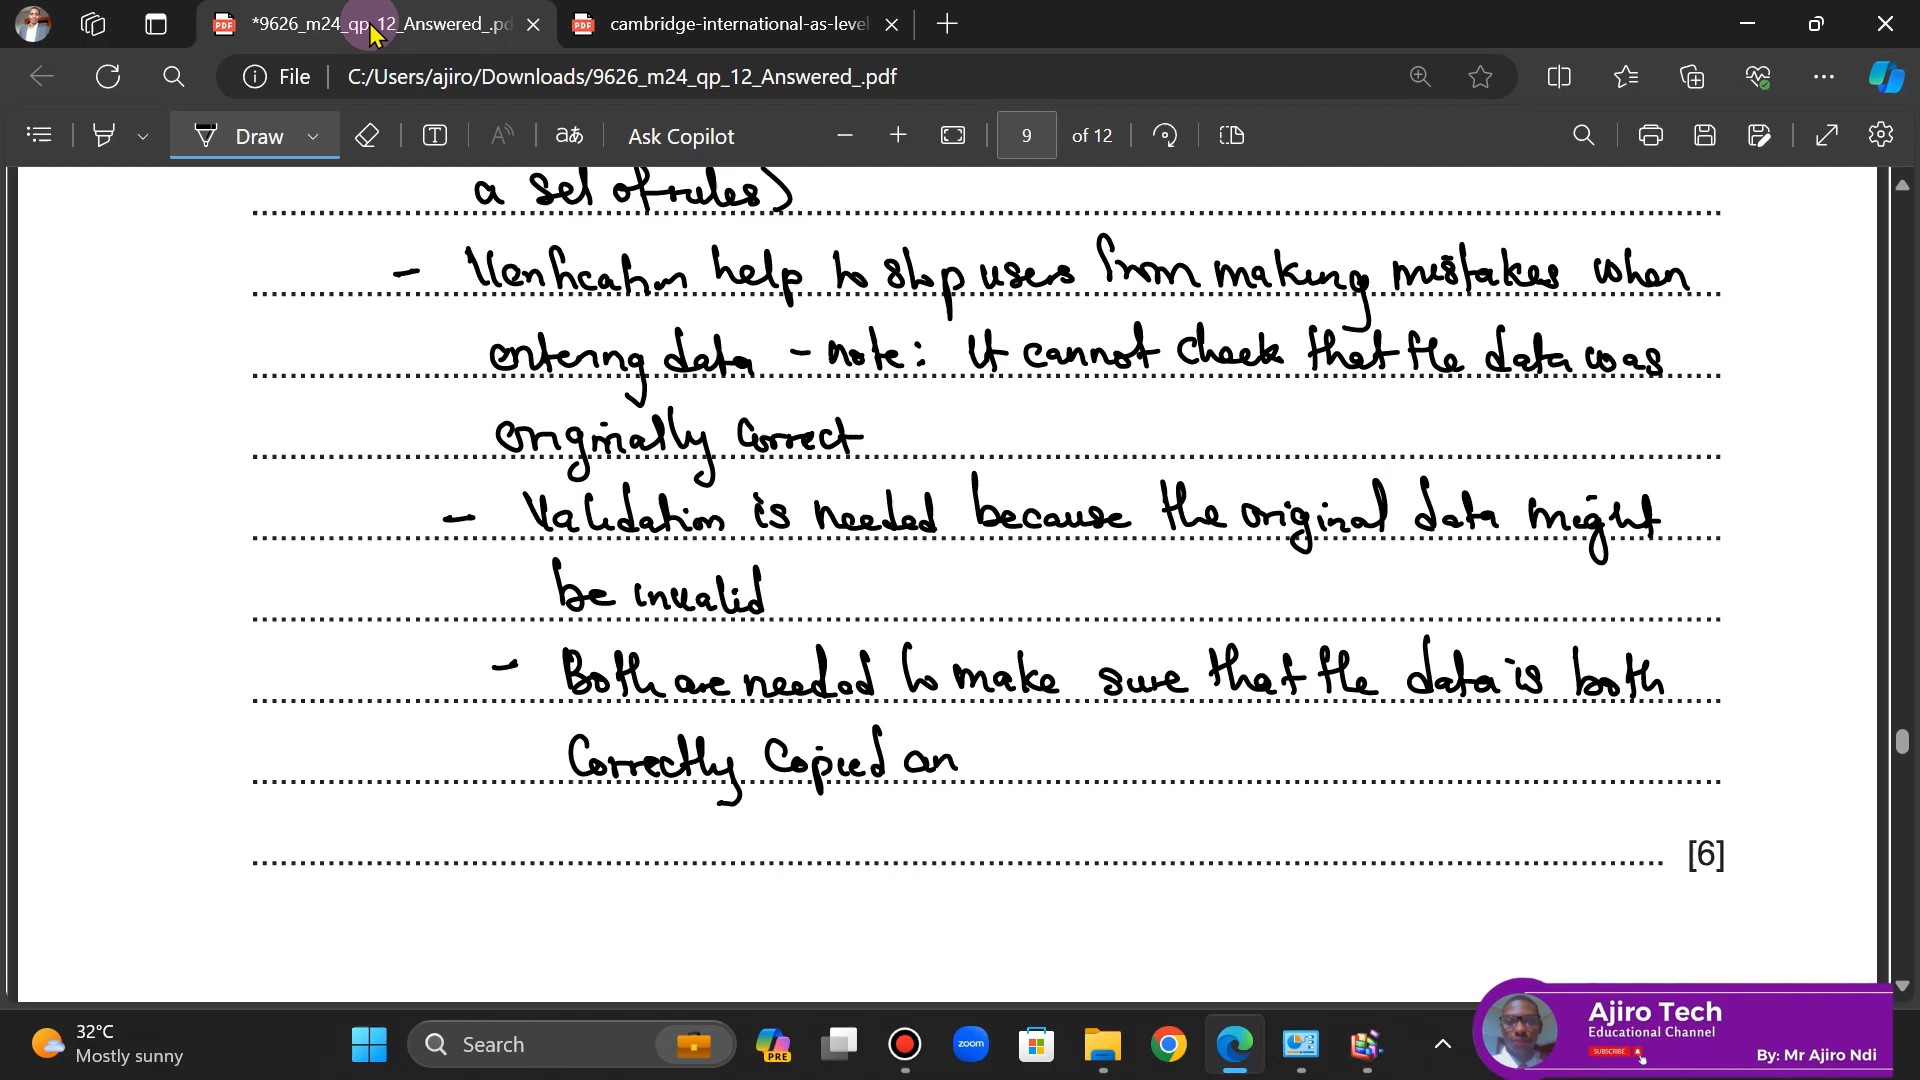 *9626_m24_qp_12_Answered_.pd
cambridge-international-as-level
File
C:/Users/ajiro/Downloads/9626_m24_qp_12_Answered_.pdf
Draw
Ask Copilot
9
of 12
a set of rules)
- Verification help to stop users from making mistakes when
entering data - note: it cannot check that the data was
originally correct
- Validation is needed because the original data might
be invalid
- Both are needed to make sure that the data is both
Correctly Copied an
[6]
Ajiro Tech
Educational Channel
SUBSCRIBE
By: Mr Ajiro Ndi
32°C
Mostly sunny
Search
PRE
zoom